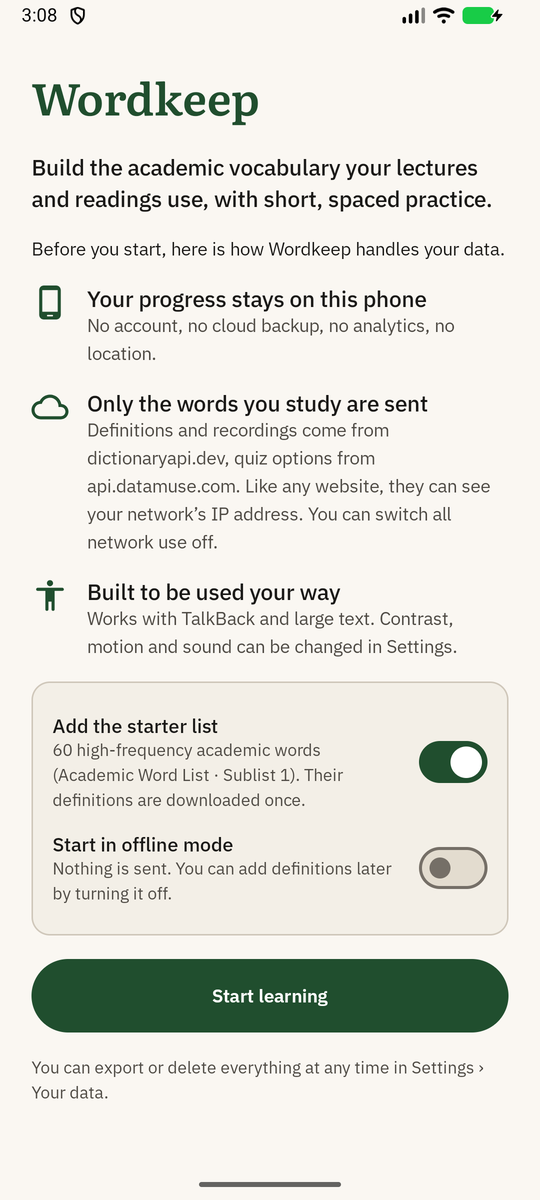 3:08
Wordkeep
Build the academic vocabulary your lectures
and readings use, with short, spaced practice.
Before you start, here is how Wordkeep handles your data.
Your progress stays on this phone
No account, no cloud backup, no analytics, no
location.
Only the words you study are sent
Definitions and recordings come from
dictionaryapi.dev, quiz options from
api.datamuse.com. Like any website, they can see
your network’s IP address. You can switch all
network use off.
Built to be used your way
Works with TalkBack and large text. Contrast,
motion and sound can be changed in Settings.
Add the starter list
60 high-frequency academic words
(Academic Word List · Sublist 1). Their
definitions are downloaded once.
Start in offline mode
Nothing is sent. You can add definitions later
by turning it off.
Start learning
You can export or delete everything at any time in Settings ›
Your data.